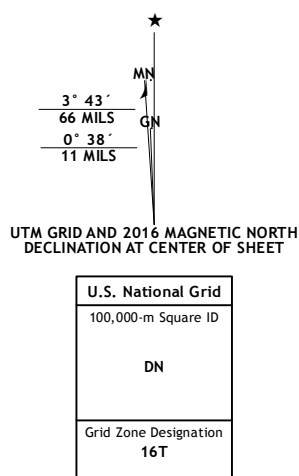 ★
MN
3° 43´
66 MILS
GN
0° 38´
11 MILS
UTM GRID AND 2016 MAGNETIC NORTH
DECLINATION AT CENTER OF SHEET
U.S. National Grid
100,000-m Square ID
DN
Grid Zone Designation
16T